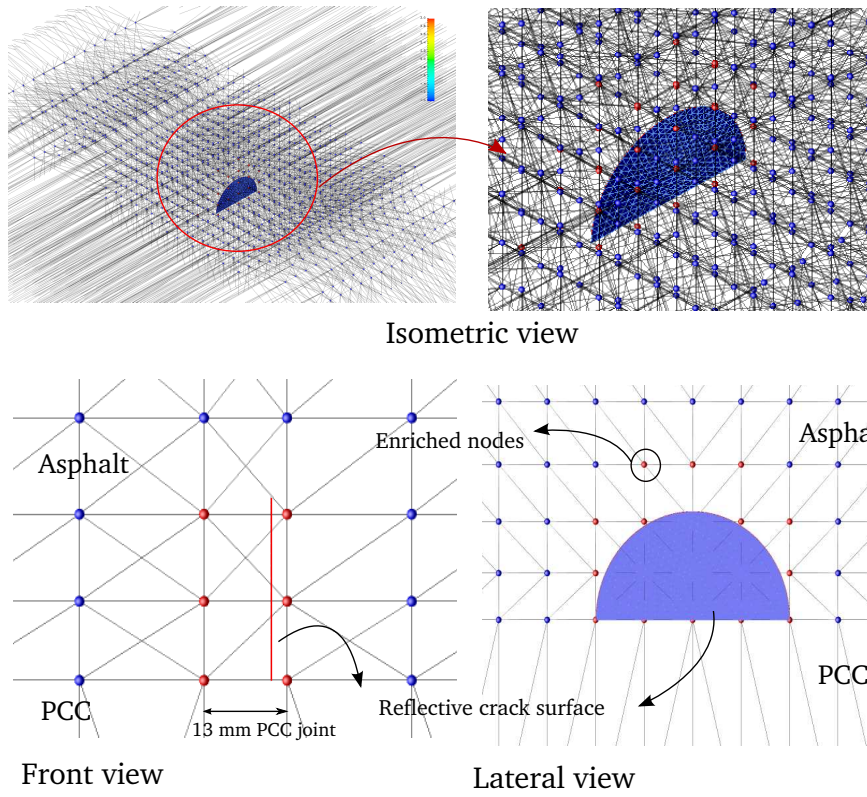 Isometric view
Asphalt
Enriched nodes
Aspha
PCC
13 mm PCC joint
Reflective crack surface
PCC
Front view
Lateral view